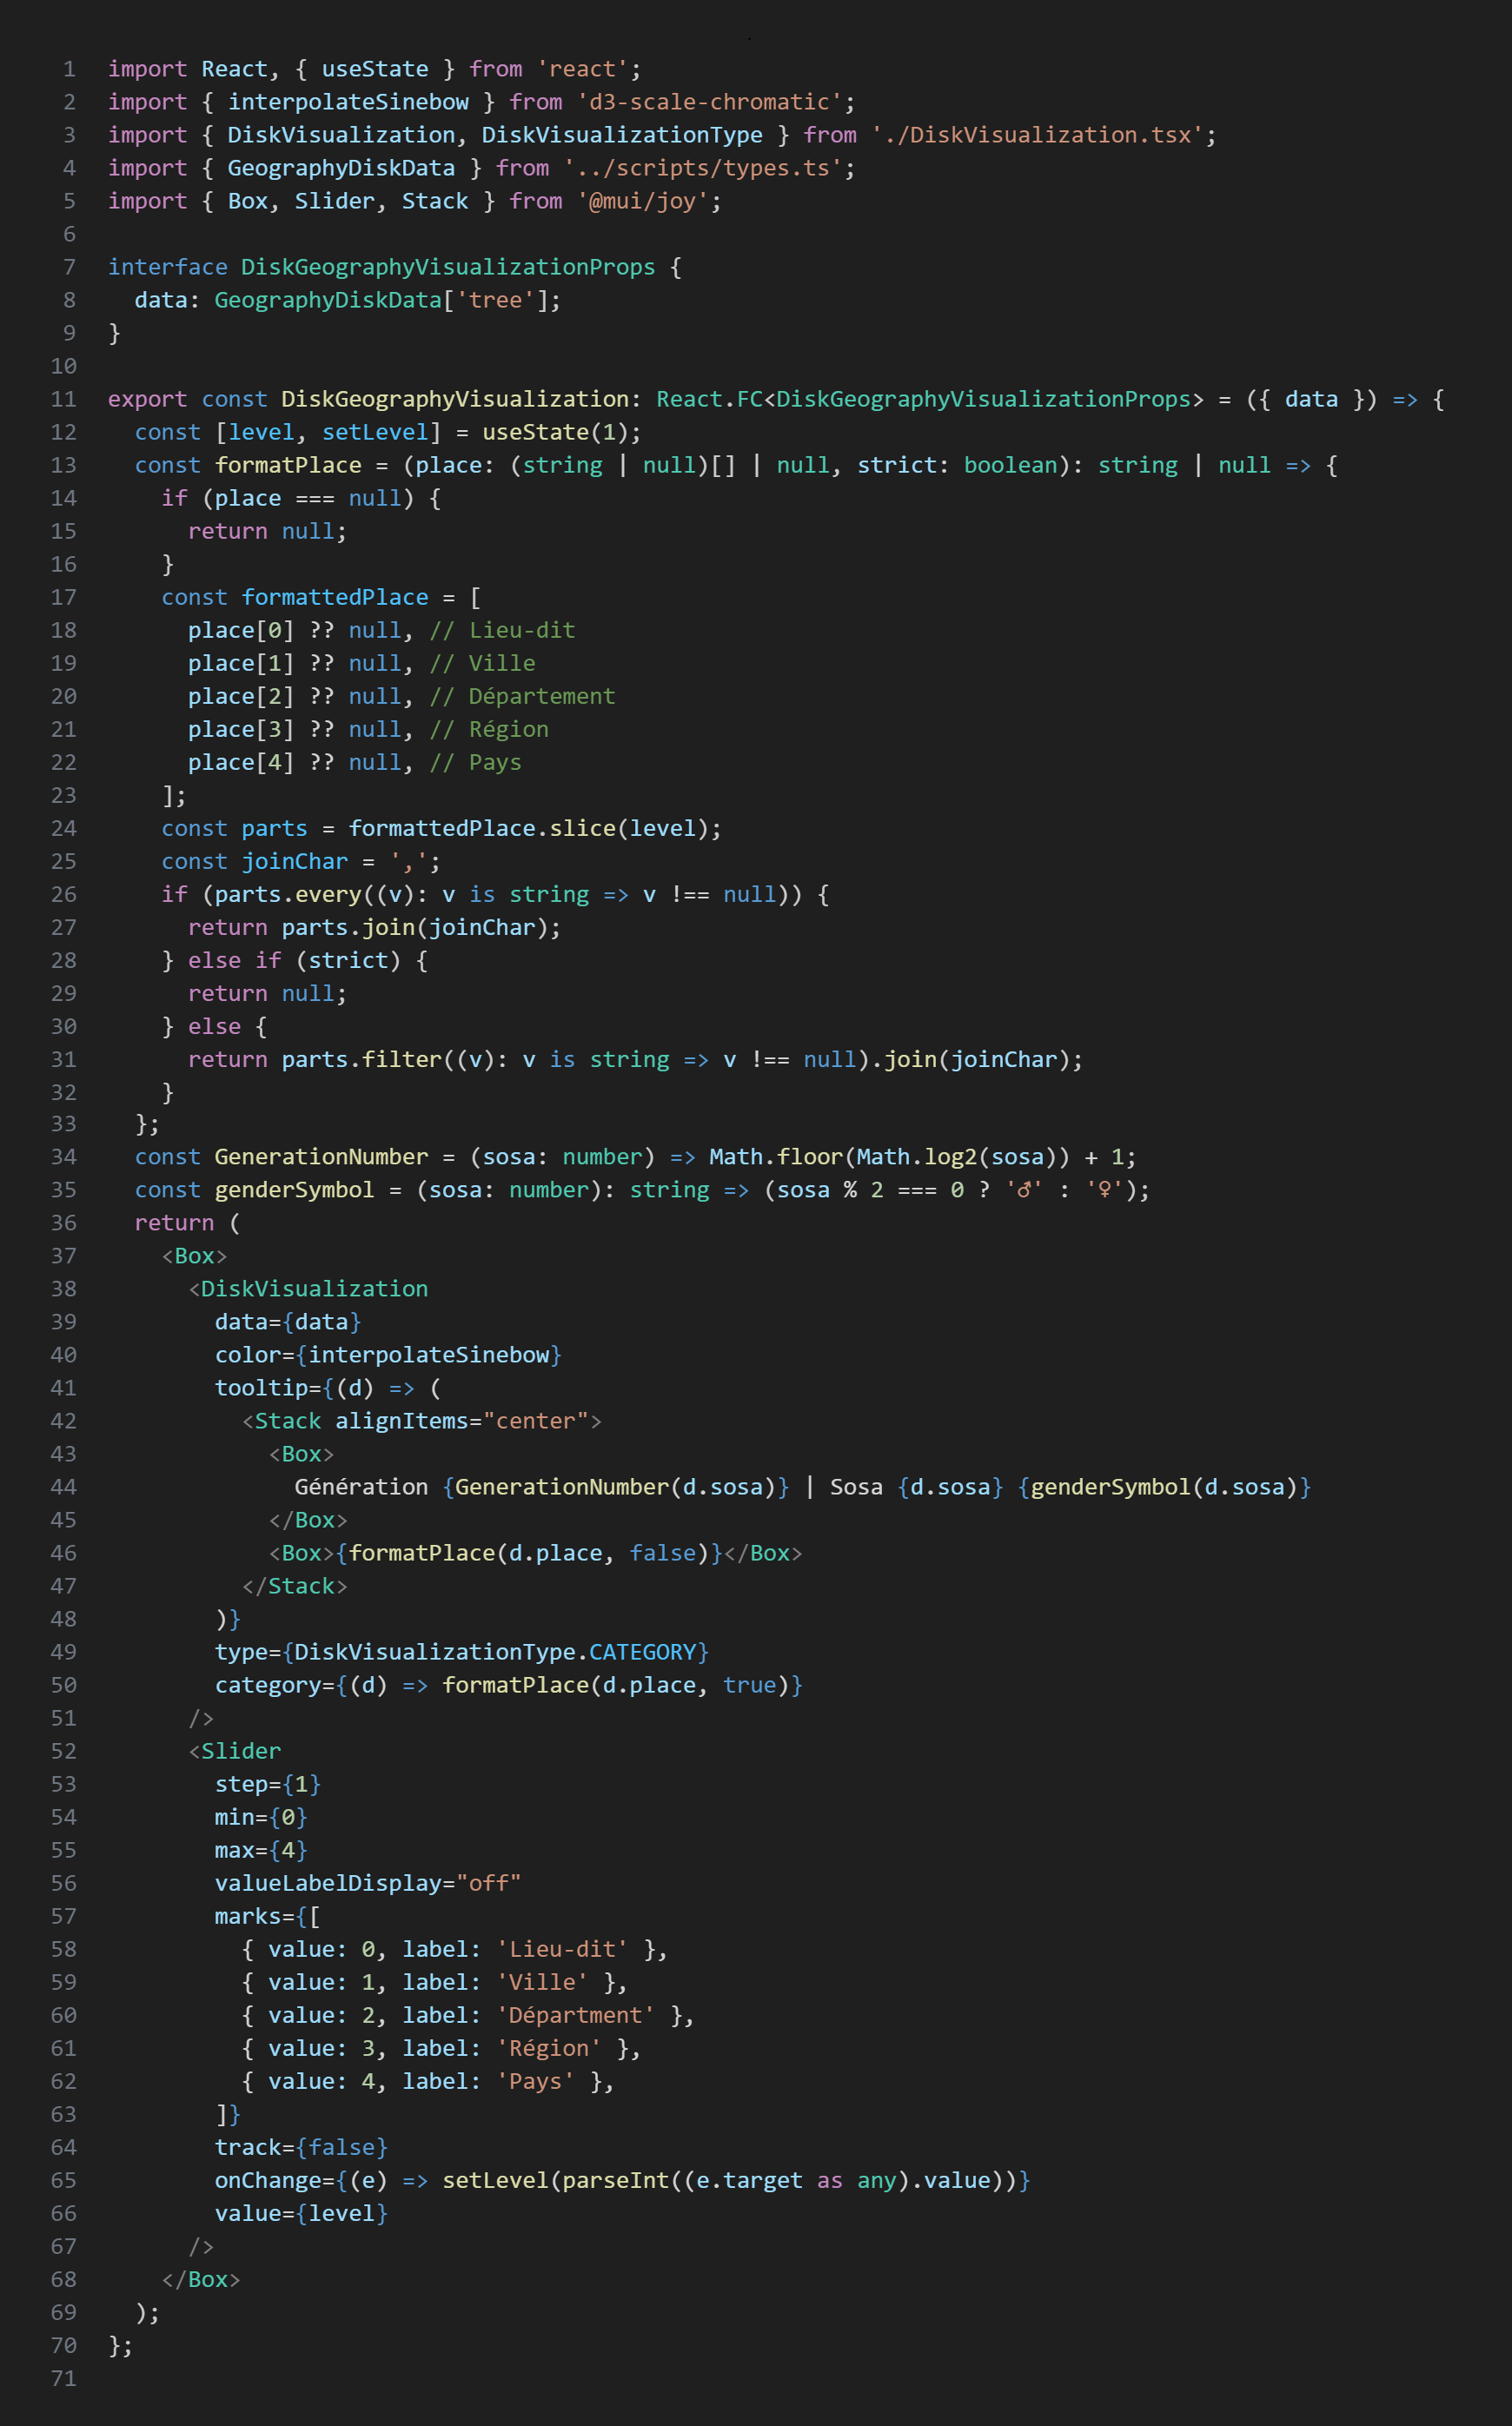 1 import React, { useState } from 'react';
2 import { interpolateSinebow } from 'd3-scale-chromatic';
3 import { DiskVisualization, DiskVisualizationType } from './DiskVisualization.tsx';
4 import { GeographyDiskData } from '../scripts/types.ts';
5 import { Box, Slider, Stack } from '@mui/joy';
6
7 interface DiskGeographyVisualizationProps {
8   data: GeographyDiskData['tree'];
9 }
10
11 export const DiskGeographyVisualization: React.FC<DiskGeographyVisualizationProps> = ({ data }) => {
12   const [level, setLevel] = useState(1);
13   const formatPlace = (place: (string | null)[] | null, strict: boolean): string | null => {
14     if (place === null) {
15       return null;
16     }
17     const formattedPlace = [
18       place[0] ?? null, // Lieu-dit
19       place[1] ?? null, // Ville
20       place[2] ?? null, // Département
21       place[3] ?? null, // Région
22       place[4] ?? null, // Pays
23     ];
24     const parts = formattedPlace.slice(level);
25     const joinChar = ',';
26     if (parts.every((v): v is string => v !== null)) {
27       return parts.join(joinChar);
28     } else if (strict) {
29       return null;
30     } else {
31       return parts.filter((v): v is string => v !== null).join(joinChar);
32     }
33   };
34   const GenerationNumber = (sosa: number) => Math.floor(Math.log2(sosa)) + 1;
35   const genderSymbol = (sosa: number): string => (sosa % 2 === 0 ? '♂' : '♀');
36   return (
37     <Box>
38       <DiskVisualization
39         data={data}
40         color={interpolateSinebow}
41         tooltip={(d) => (
42           <Stack alignItems="center">
43             <Box>
44               Génération {GenerationNumber(d.sosa)} | Sosa {d.sosa} {genderSymbol(d.sosa)}
45             </Box>
46             <Box>{formatPlace(d.place, false)}</Box>
47           </Stack>
48         )}
49         type={DiskVisualizationType.CATEGORY}
50         category={(d) => formatPlace(d.place, true)}
51       />
52       <Slider
53         step={1}
54         min={0}
55         max={4}
56         valueLabelDisplay="off"
57         marks={[
58           { value: 0, label: 'Lieu-dit' },
59           { value: 1, label: 'Ville' },
60           { value: 2, label: 'Départment' },
61           { value: 3, label: 'Région' },
62           { value: 4, label: 'Pays' },
63         ]}
64         track={false}
65         onChange={(e) => setLevel(parseInt((e.target as any).value))}
66         value={level}
67       />
68     </Box>
69   );
70 };
71